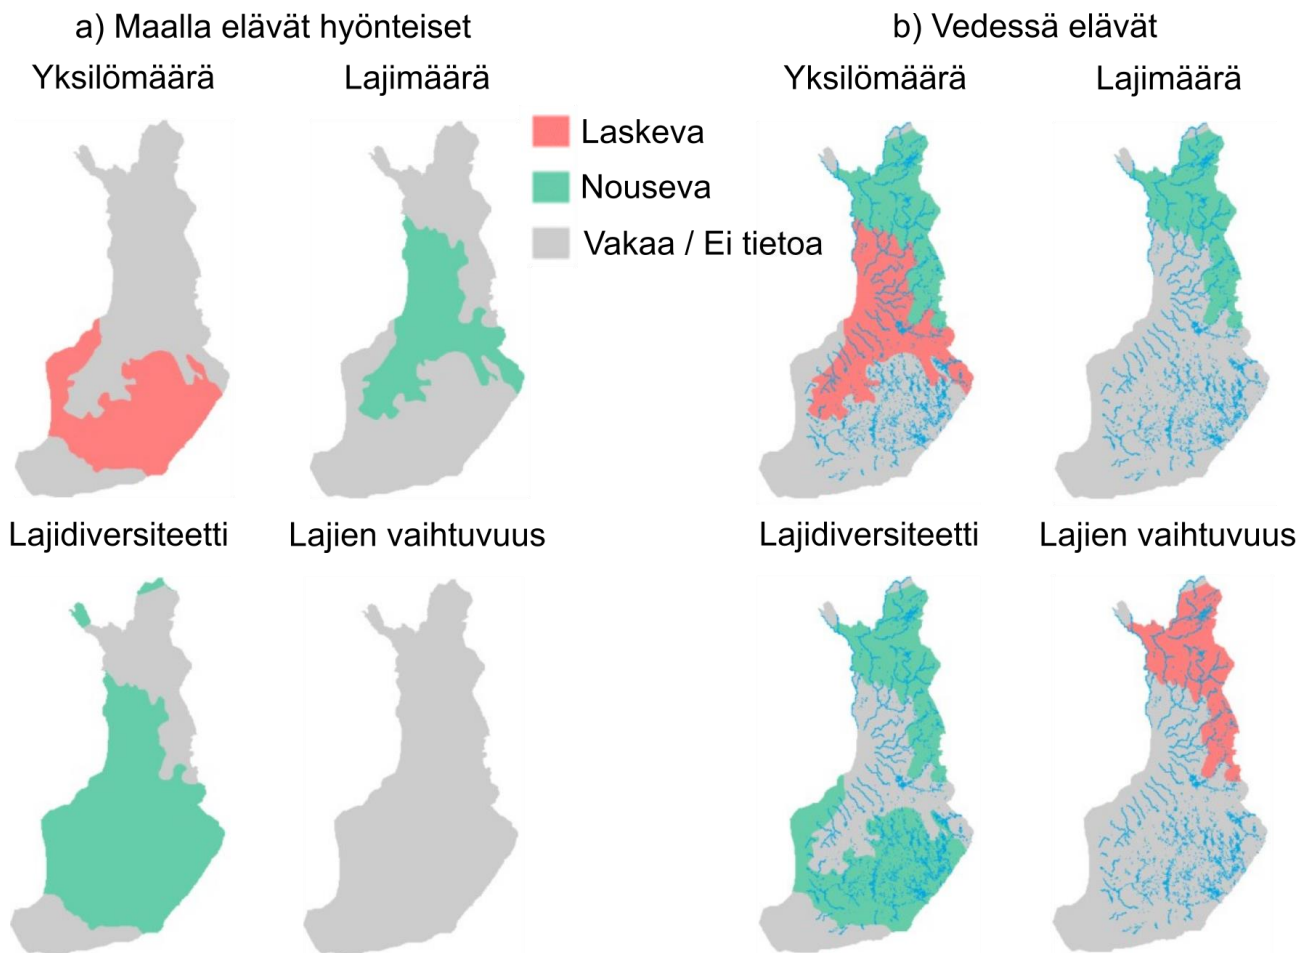 a) Maalla elävät hyönteiset
Yksilömäärä
Lajimäärä
Laskeva
Nouseva
Vakaa / Ei tietoa
Lajidiversiteetti
Lajien vaihtuvuus
b) Vedessä elävät
Yksilömäärä
Lajimäärä
Lajidiversiteetti
Lajien vaihtuvuus